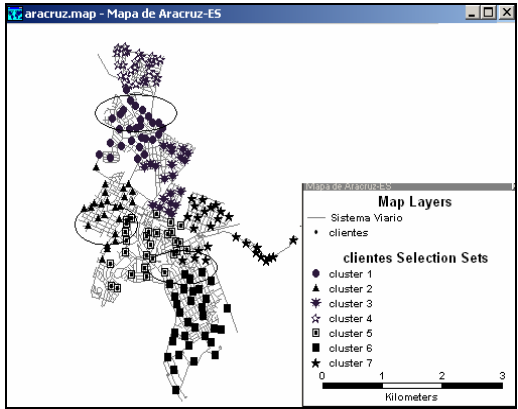 aracruz.map - Mapa de Aracruz-ES
Mapa de Aracruz-ES
Map Layers
Sistema Viario
clientes
clientes Selection Sets
cluster 1
cluster 2
cluster 3
cluster 4
cluster 5
cluster 6
cluster 7
0 1 2 3
Kilometers